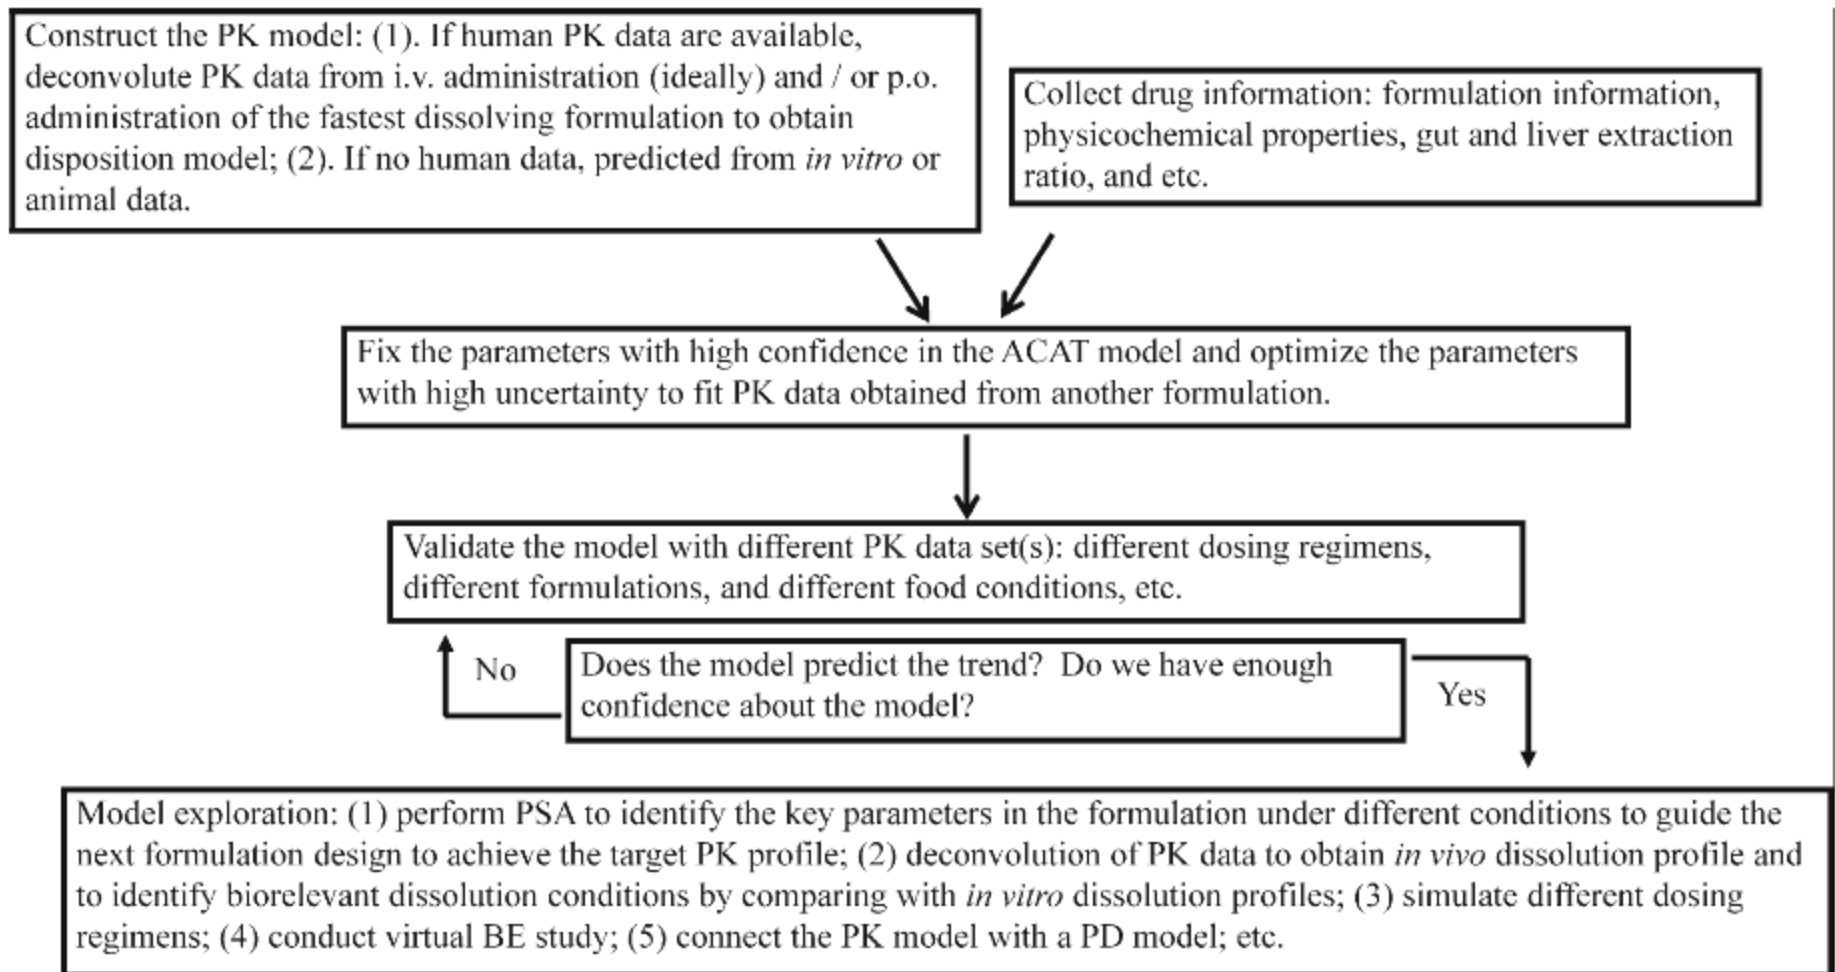 Construct the PK model: (1). If human PK data are available,
deconvolute PK data from i.v. administration (ideally) and / or p.o.
administration of the fastest dissolving formulation to obtain
disposition model; (2). If no human data, predicted from in vitro or
animal data.
Collect drug information: formulation information,
physicochemical properties, gut and liver extraction
ratio, and etc.
Fix the parameters with high confidence in the ACAT model and optimize the parameters
with high uncertainty to fit PK data obtained from another formulation.
Validate the model with different PK data set(s): different dosing regimens,
different formulations, and different food conditions, etc.
No
Does the model predict the trend? Do we have enough
confidence about the model?
Yes
Model exploration: (1) perform PSA to identify the key parameters in the formulation under different conditions to guide the
next formulation design to achieve the target PK profile; (2) deconvolution of PK data to obtain in vivo dissolution profile and
to identify biorelevant dissolution conditions by comparing with in vitro dissolution profiles; (3) simulate different dosing
regimens; (4) conduct virtual BE study; (5) connect the PK model with a PD model; etc.